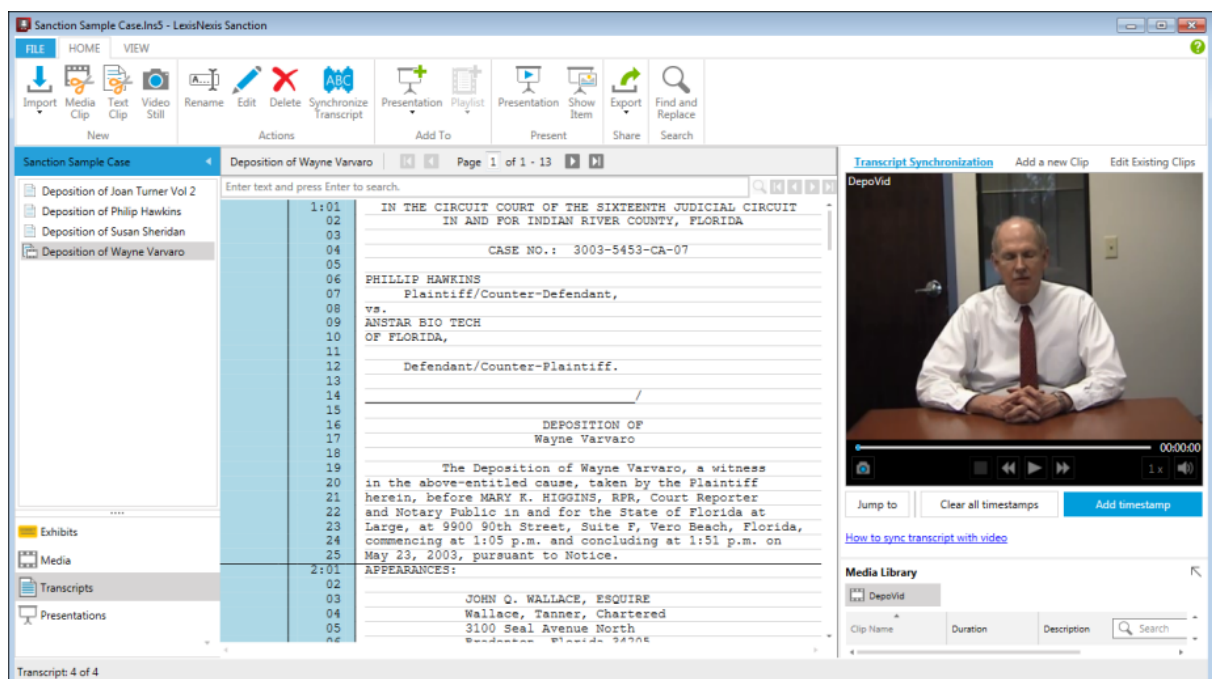 Sanction Sample Case.lns5 - LexisNexis Sanction
FILE HOME VIEW
Import Media Clip Text Clip Video Still Rename Edit Delete Synchronize Transcript Presentation Playlist Presentation Show Item Export Find and Replace
New Actions Add To Present Share Search
Sanction Sample Case
Deposition of Joan Turner Vol 2
Deposition of Philip Hawkins
Deposition of Susan Sheridan
Deposition of Wayne Varvaro
Exhibits
Media
Transcripts
Presentations
Transcript: 4 of 4
Deposition of Wayne Varvaro Page 1 of 1 - 13
Enter text and press Enter to search.
1:01 IN THE CIRCUIT COURT OF THE SIXTEENTH JUDICIAL CIRCUIT
02 IN AND FOR INDIAN RIVER COUNTY, FLORIDA
03
04 CASE NO.: 3003-5453-CA-07
05
06 PHILLIP HAWKINS
07 Plaintiff/Counter-Defendant,
08 vs.
09 ANSTAR BIO TECH
10 OF FLORIDA,
11
12 Defendant/Counter-Plaintiff.
13
14 /
15
16 DEPOSITION OF
17 Wayne Varvaro
18
19 The Deposition of Wayne Varvaro, a witness
20 in the above-entitled cause, taken by the Plaintiff
21 herein, before MARY K. HIGGINS, RPR, Court Reporter
22 and Notary Public in and for the State of Florida at
23 Large, at 9900 90th Street, Suite F, Vero Beach, Florida,
24 commencing at 1:05 p.m. and concluding at 1:51 p.m. on
25 May 23, 2003, pursuant to Notice.
2:01 APPEARANCES:
02
03 JOHN Q. WALLACE, ESQUIRE
04 Wallace, Tanner, Chartered
05 3100 Seal Avenue North
06 Bradenton, Florida 34205
Transcript Synchronization Add a new Clip Edit Existing Clips
DepoVid
00:00:00
1 x
Jump to Clear all timestamps Add timestamp
How to sync transcript with video
Media Library
DepoVid
Clip Name Duration Description Search